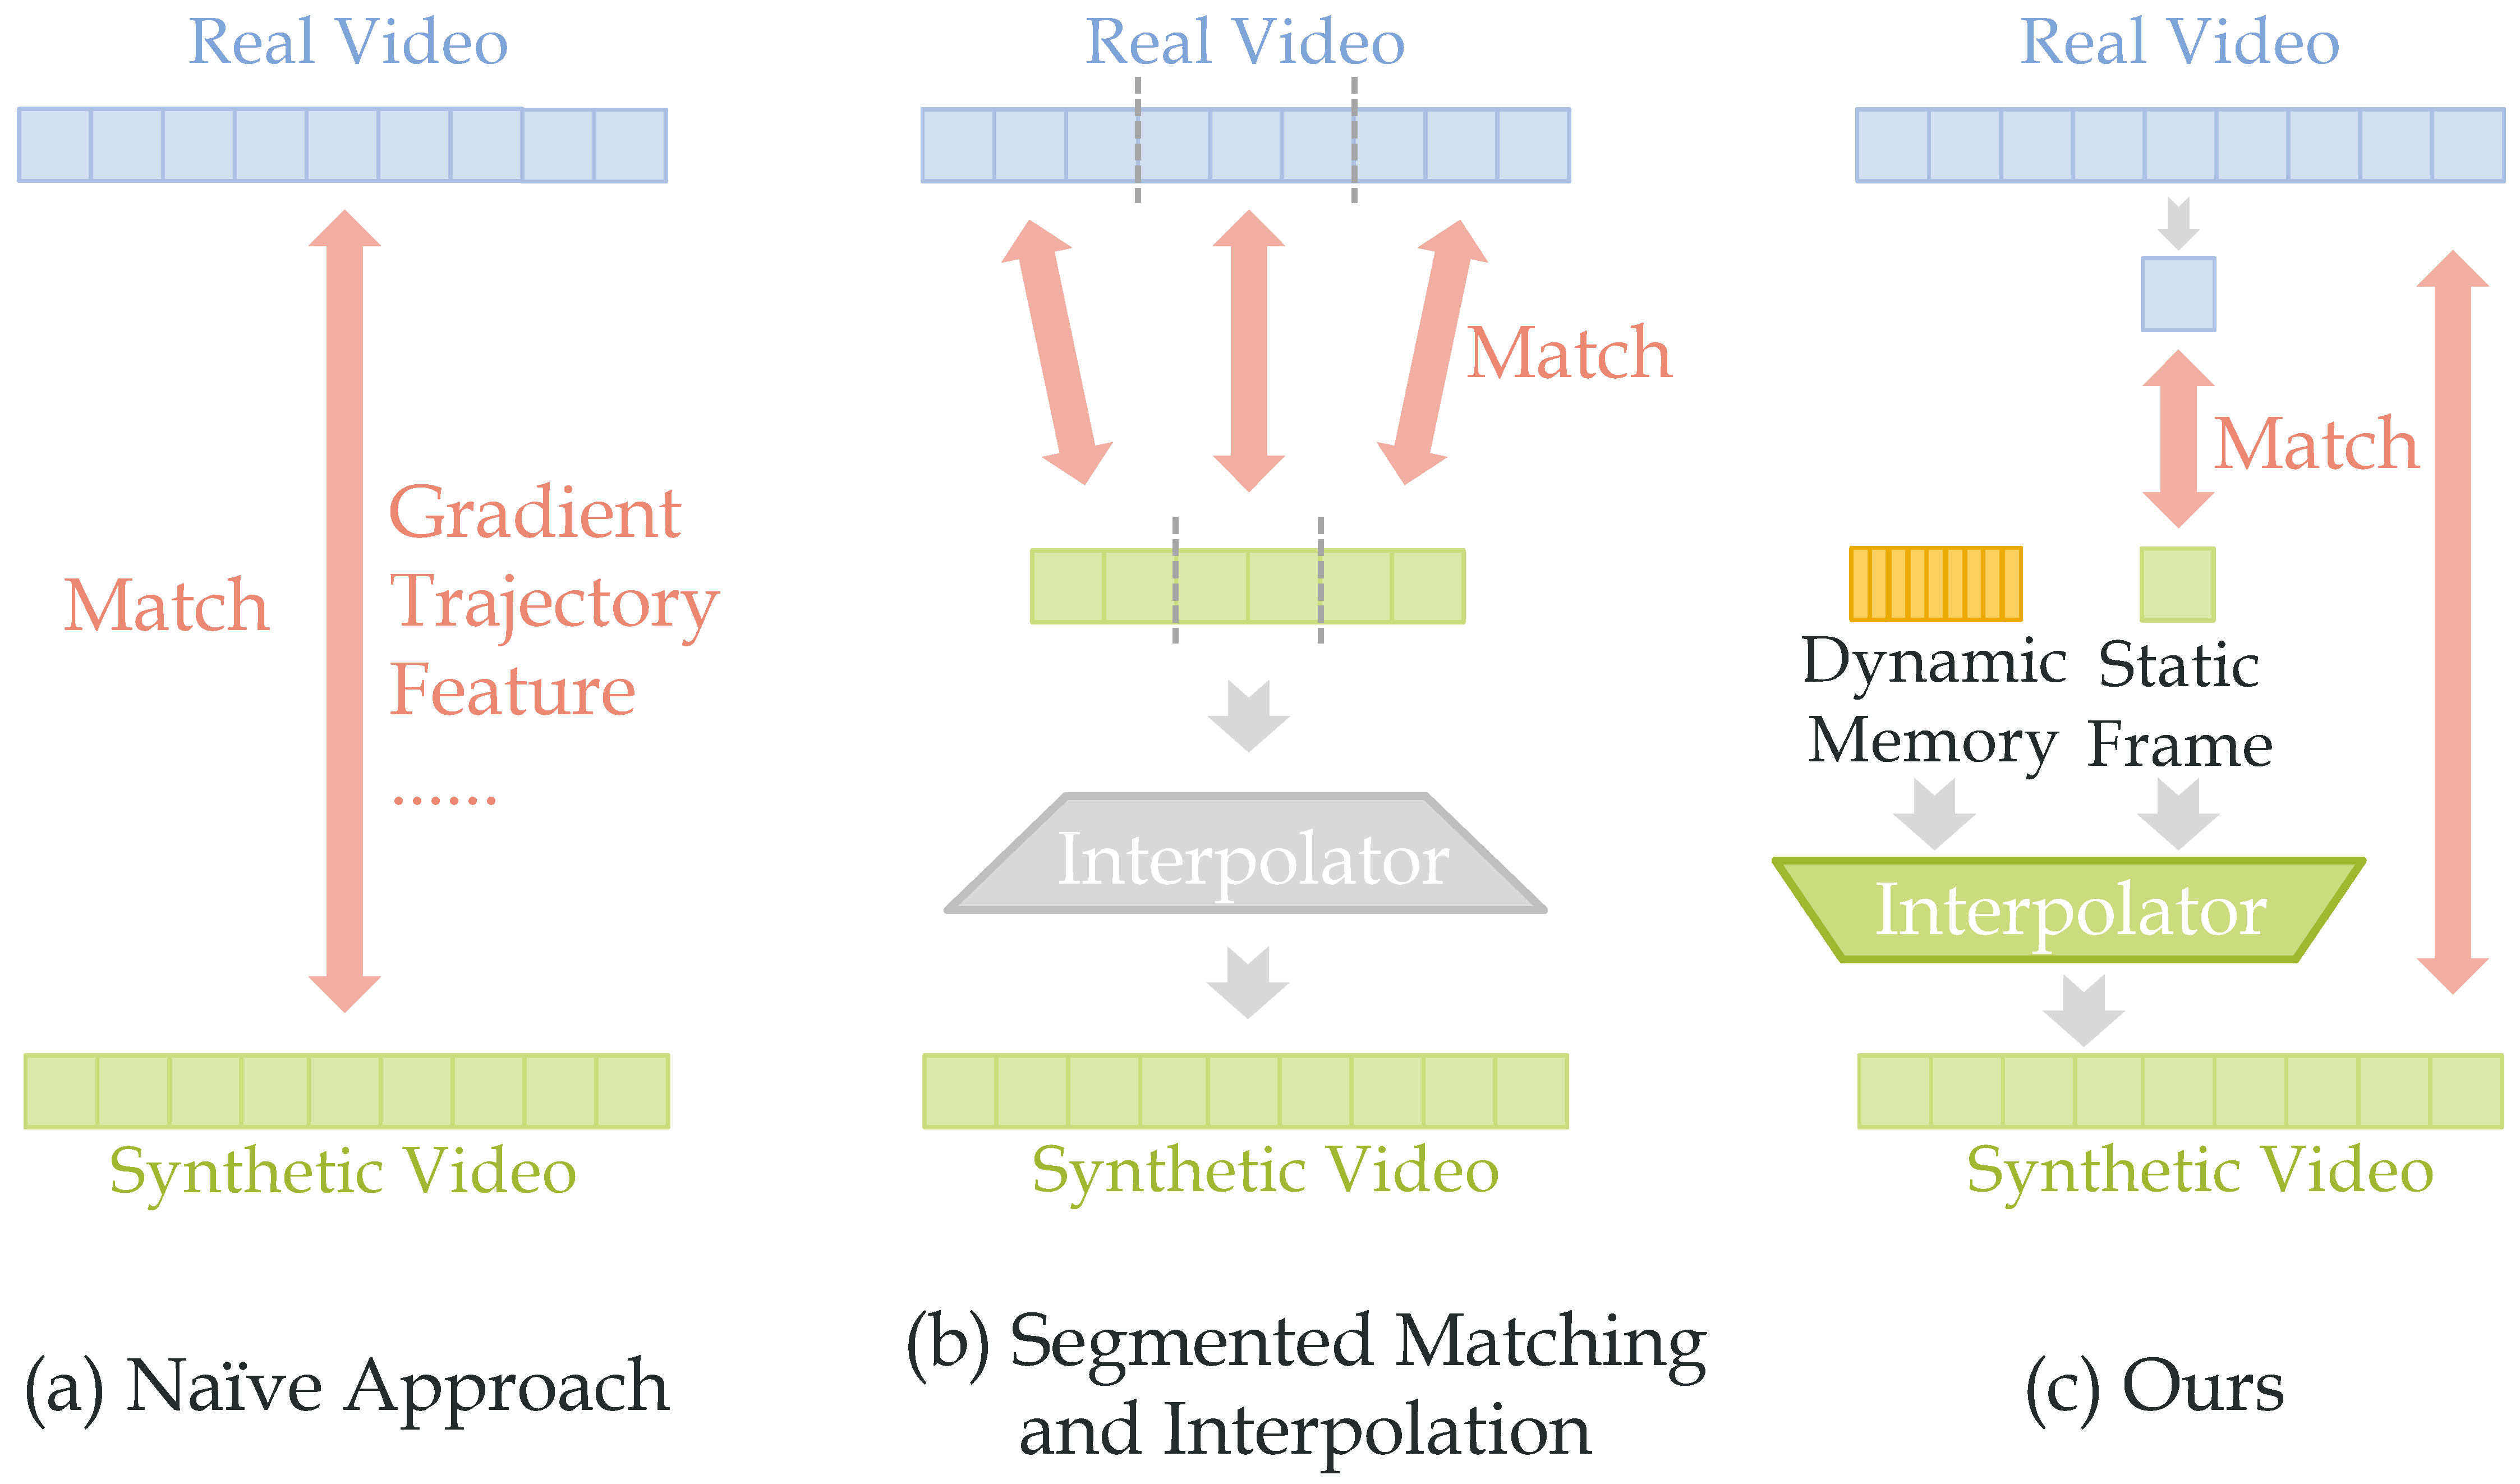 Real Video
Match
Gradient
Trajectory
Feature
......
Synthetic Video
(a) Naïve Approach
Real Video
Match
Interpolator
Synthetic Video
(b) Segmented Matching
and Interpolation
Real Video
Match
Dynamic
Memory
Static
Frame
Interpolator
Synthetic Video
(c) Ours